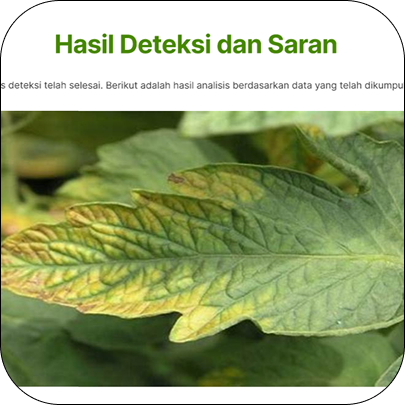 Hasil Deteksi dan Saran
s deteksi telah selesai. Berikut adalah hasil analisis berdasarkan data yang telah dikumpu